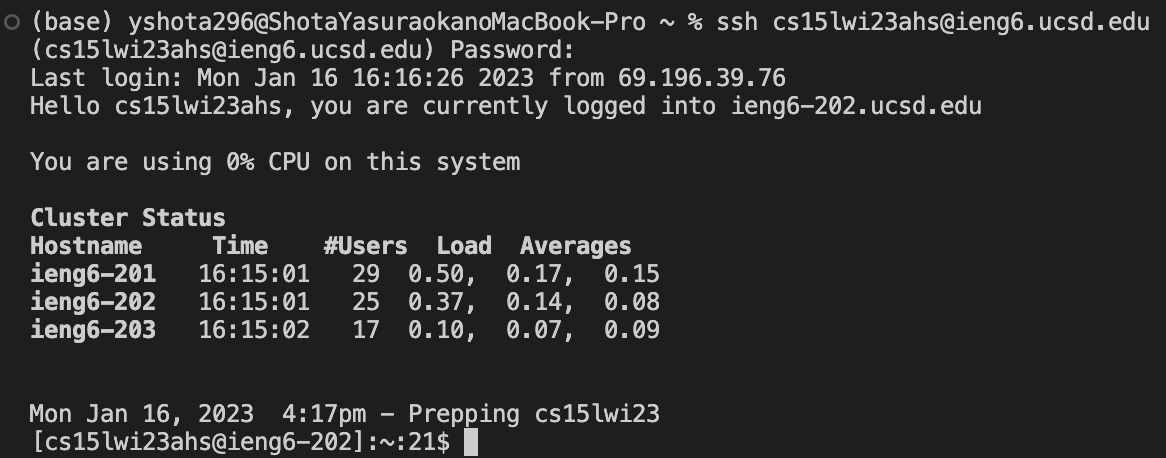 (base) yshota296@ShotaYasuraokanoMacBook-Pro ~ % ssh cs15lwi23ahs@ieng6.ucsd.edu
(cs15lwi23ahs@ieng6.ucsd.edu) Password:
Last login: Mon Jan 16 16:16:26 2023 from 69.196.39.76
Hello cs15lwi23ahs, you are currently logged into ieng6-202.ucsd.edu
You are using 0% CPU on this system
Cluster Status
Hostname     Time    #Users  Load  Averages
ieng6-201   16:15:01   29  0.50,  0.17,  0.15
ieng6-202   16:15:01   25  0.37,  0.14,  0.08
ieng6-203   16:15:02   17  0.10,  0.07,  0.09
Mon Jan 16, 2023  4:17pm - Prepping cs15lwi23
[cs15lwi23ahs@ieng6-202]:~:21$